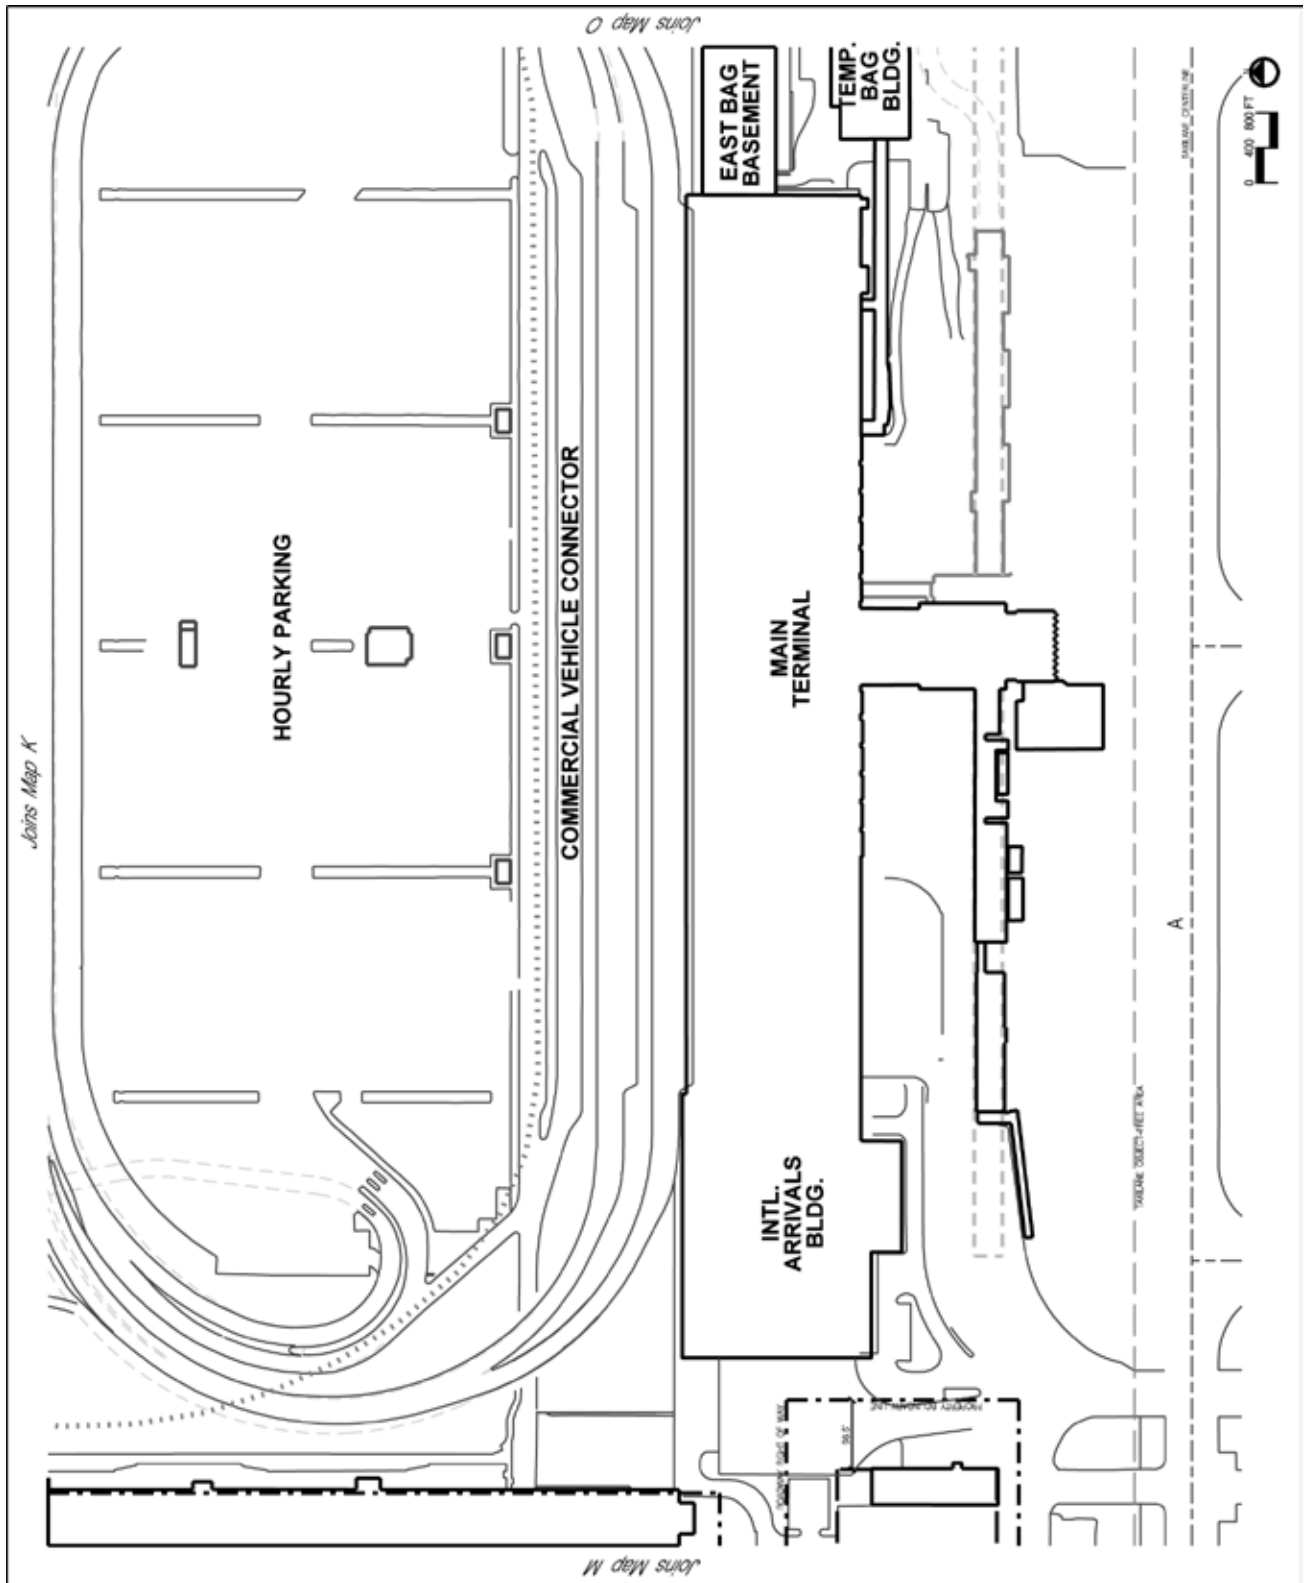 Joins Map O
EAST BAG
BASEMENT
TEMP.
BAG
BLDG.
0 400 800 FT
TAXILANE CENTERLINE
Joins Map K
HOURLY PARKING
COMMERCIAL VEHICLE CONNECTOR
MAIN
TERMINAL
A
TAXILANE OBJECT-FREE AREA
INTL.
ARRIVALS
BLDG.
Joins Map M